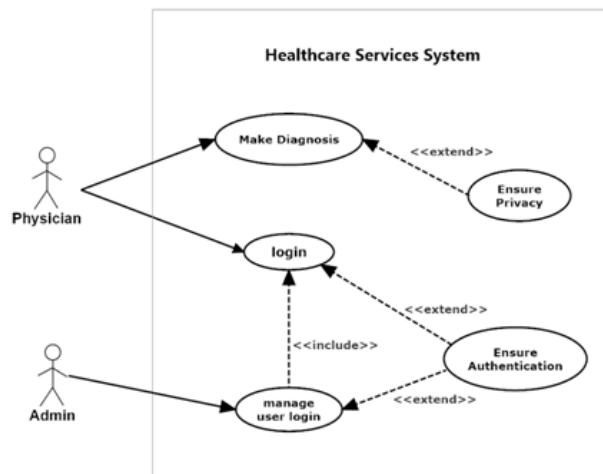 Healthcare Services System
Make Diagnosis
<<extend>>
Ensure
Privacy
Physician
login
<<extend>>
<<include>>
Ensure
Authentication
<<extend>>
manage
user login
Admin